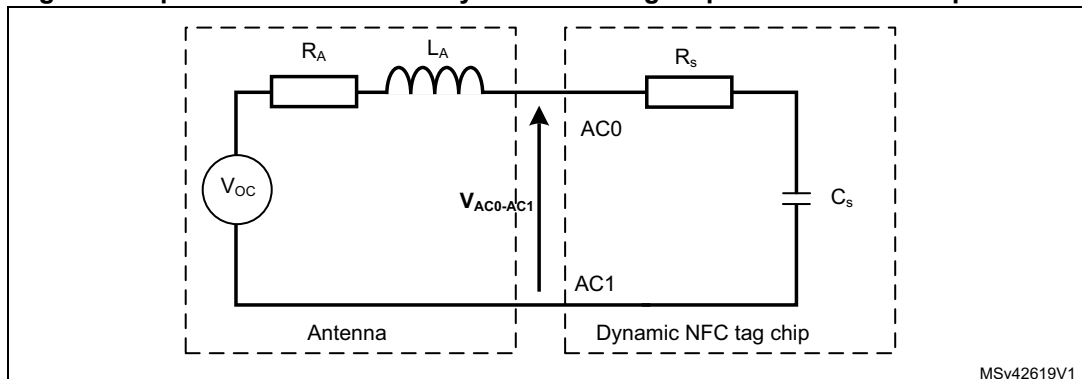 R_A
L_A
R_s
AC0
V_OC
V_AC0-AC1
C_s
AC1
Antenna
Dynamic NFC tag chip
MSv42619V1